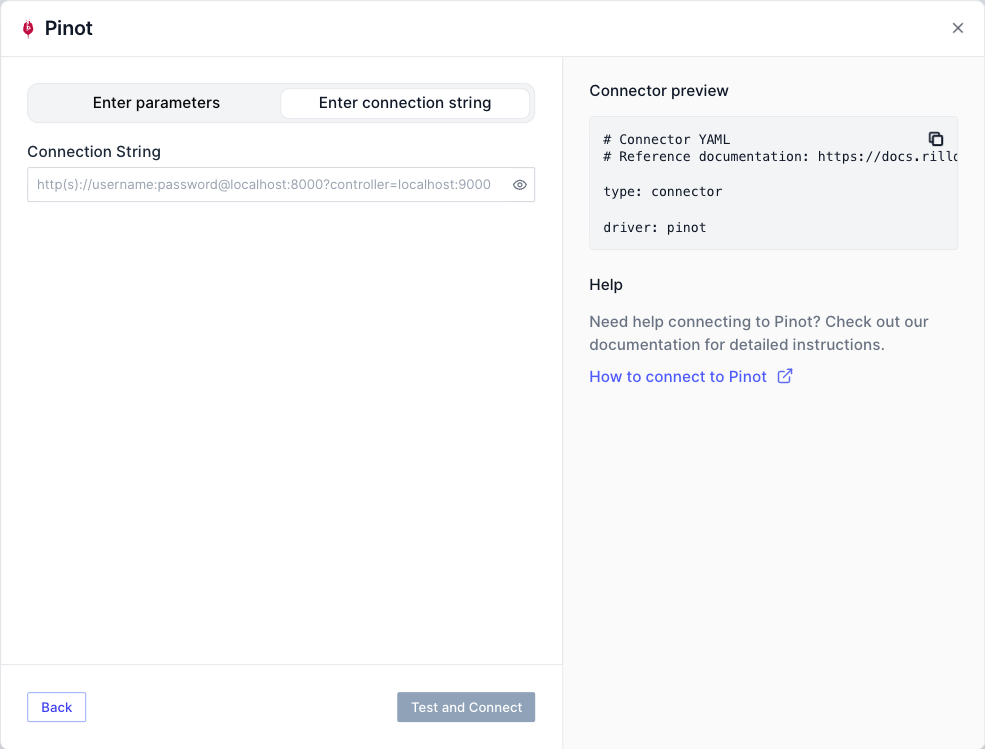 Pinot
Enter parameters
Enter connection string
Connection String
http(s)://username:password@localhost:8000?controller=localhost:9000
Back
Test and Connect
Connector preview
# Connector YAML
# Reference documentation: https://docs.rilld
type: connector
driver: pinot
Help
Need help connecting to Pinot? Check out our
documentation for detailed instructions.
How to connect to Pinot